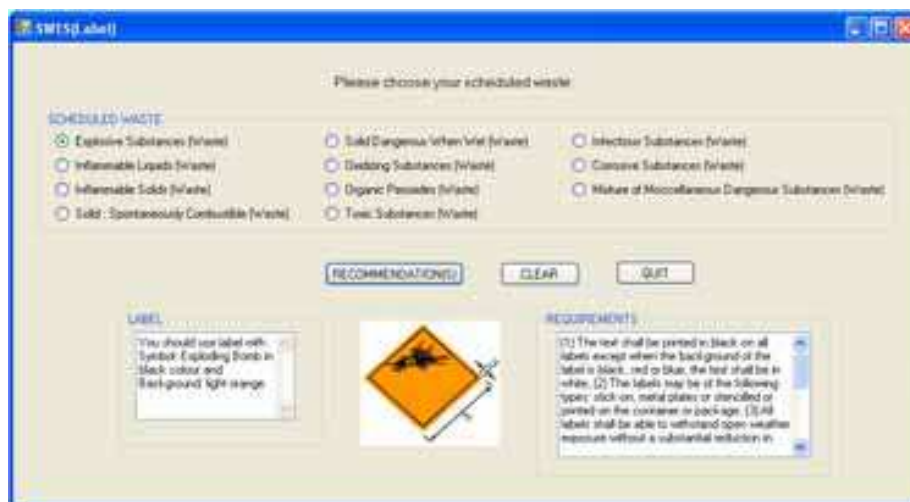 SWIS(Label)
Please choose your scheduled waste
SCHEDULED WASTE
Explosive Substances (Waste)
Solid Dangerous When Wet (Waste)
Infectious Substances (Waste)
Inflammable Liquids (Waste)
Oxidizing Substances (Waste)
Corrosive Substances (Waste)
Inflammable Solids (Waste)
Organic Peroxides (Waste)
Mixture of Miscellaneous Dangerous Substances (Waste)
Solid : Spontaneously Combustible (Waste)
Toxic Substances (Waste)
RECOMMENDATION(S)
CLEAR
QUIT
LABEL
You should use label with
Symbol: Exploding Bomb in
black colour and
Background: light orange
REQUIREMENTS
(1) The text shall be printed in black on all
labels except when the background of the
label is black, red or blue, the text shall be in
white. (2) The labels may be of the following
types: stick on, metal plates or stencilled or
printed on the container or package. (3) All
labels shall be able to withstand open weather
exposure without a substantial reduction in